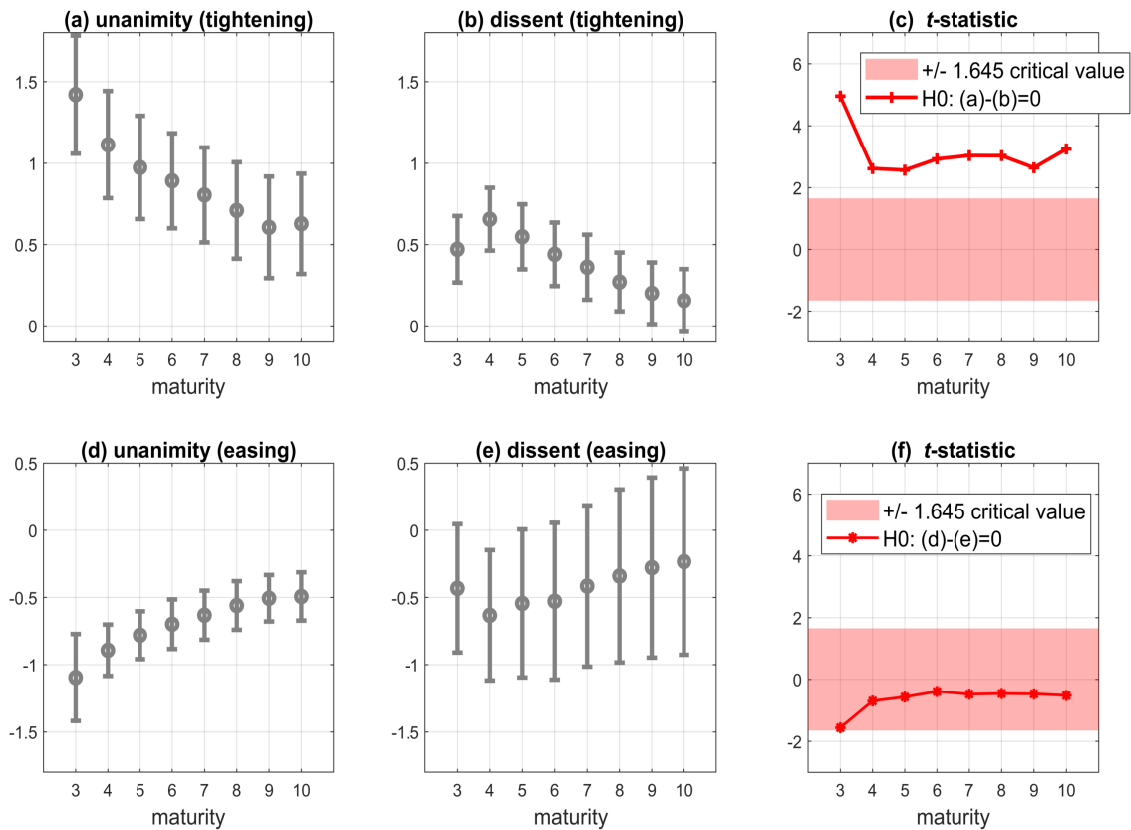 (a) unanimity (tightening)
1.5
1
0.5
0
3 4 5 6 7 8 9 10
maturity
(b) dissent (tightening)
1.5
1
0.5
0
3 4 5 6 7 8 9 10
maturity
(c) t-statistic
6
4
2
0
-2
+/- 1.645 critical value
H0: (a)-(b)=0
3 4 5 6 7 8 9 10
maturity
(d) unanimity (easing)
0.5
0
-0.5
-1
-1.5
3 4 5 6 7 8 9 10
maturity
(e) dissent (easing)
0.5
0
-0.5
-1
-1.5
3 4 5 6 7 8 9 10
maturity
(f) t-statistic
6
4
2
0
-2
+/- 1.645 critical value
H0: (d)-(e)=0
3 4 5 6 7 8 9 10
maturity